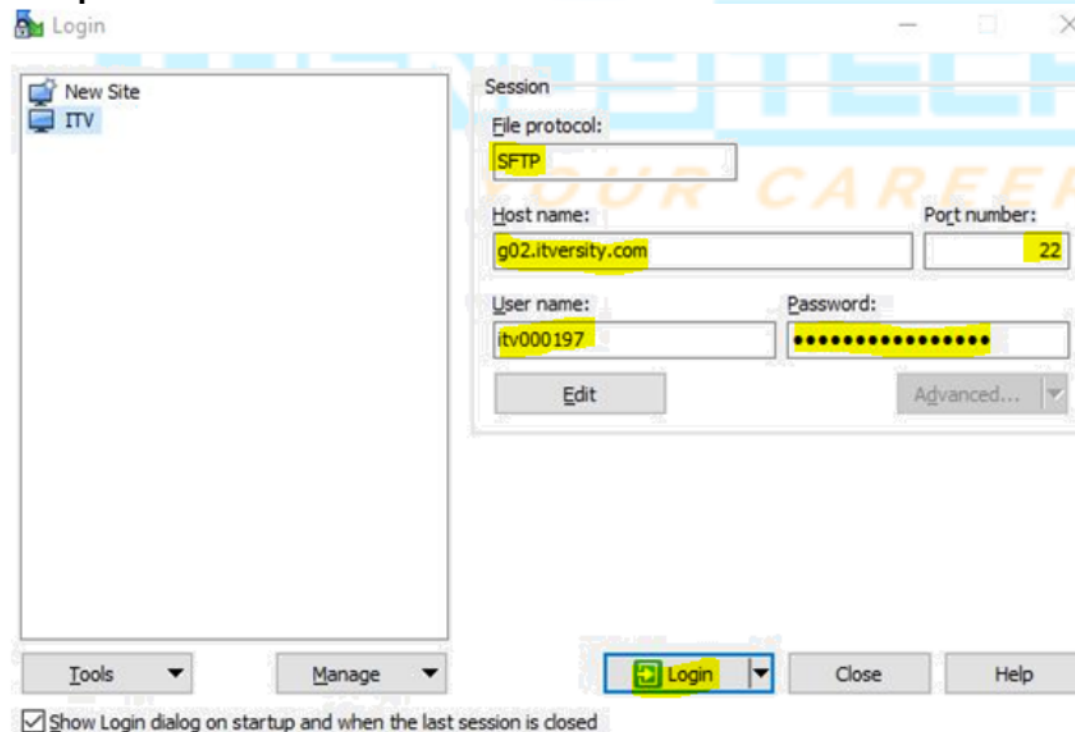 Login
New Site
ITV
Session
File protocol:
SFTP
YOUR CAREER
Host name:
Port number:
g02.itversity.com
22
User name:
Password:
itv000197
••••••••••••••••
Edit
Advanced...
Tools
Manage
Login
Close
Help
Show Login dialog on startup and when the last session is closed